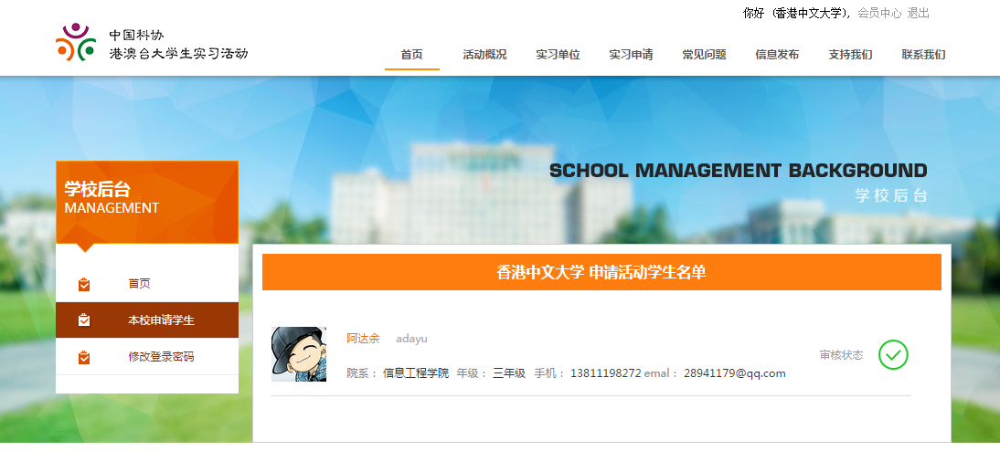 你好 (香港中文大学), 会员中心 退出
中国科协
港澳台大学生实习活动
首页 活动概况 实习单位 实习申请 常见问题 信息发布 支持我们 联系我们
SCHOOL MANAGEMENT BACKGROUND
学校后台
学校后台
MANAGEMENT
首页
本校申请学生
修改登录密码
香港中文大学 申请活动学生名单
阿达余 adayu
审核状态
院系： 信息工程学院 年级： 三年级 手机： 13811198272 emal： 28941179@qq.com